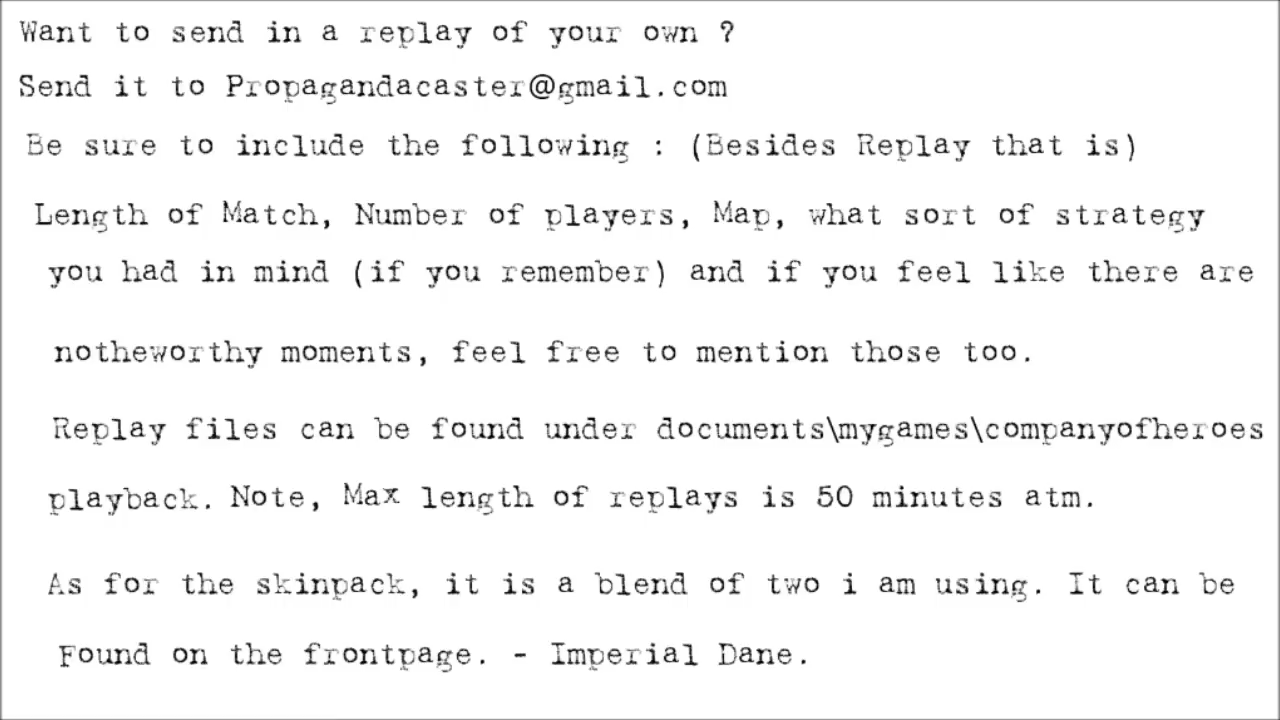 Want to send in a replay of your own ?
Send it to Propagandacaster@gmail.com
Be sure to include the following : (Besides Replay that is)
Length of Match, Number of players, Map, what sort of strategy
you had in mind (if you remember) and if you feel like there are
notheworthy moments, feel free to mention those too.
Replay files can be found under documents\mygames\companyofheroes
playback. Note, Max length of replays is 50 minutes atm.
As for the skinpack, it is a blend of two i am using. It can be
Found on the frontpage. - Imperial Dane.